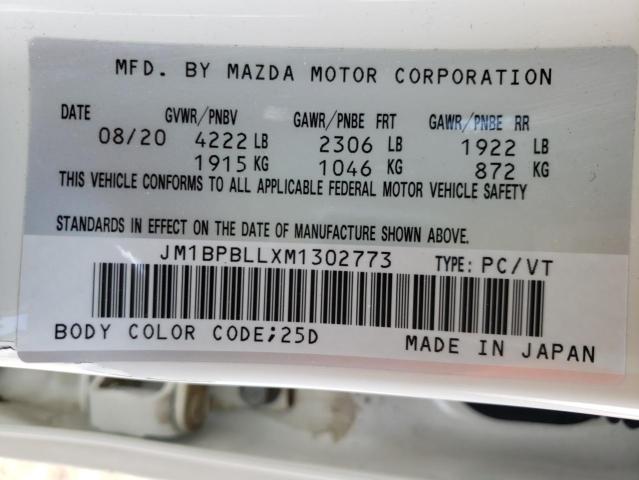 MFD. BY MAZDA MOTOR CORPORATION
DATE GVWR/PNBV GAWR/PNBE FRT GAWR/PNBE RR
08/20 4222 LB 2306 LB 1922 LB
1915 KG 1046 KG 872 KG
THIS VEHICLE CONFORMS TO ALL APPLICABLE FEDERAL MOTOR VEHICLE SAFETY
STANDARDS IN EFFECT ON THE DATE OF MANUFACTURE SHOWN ABOVE.
JM1BPBLLXM1302773 TYPE: PC/VT
BODY COLOR CODE;25D MADE IN JAPAN